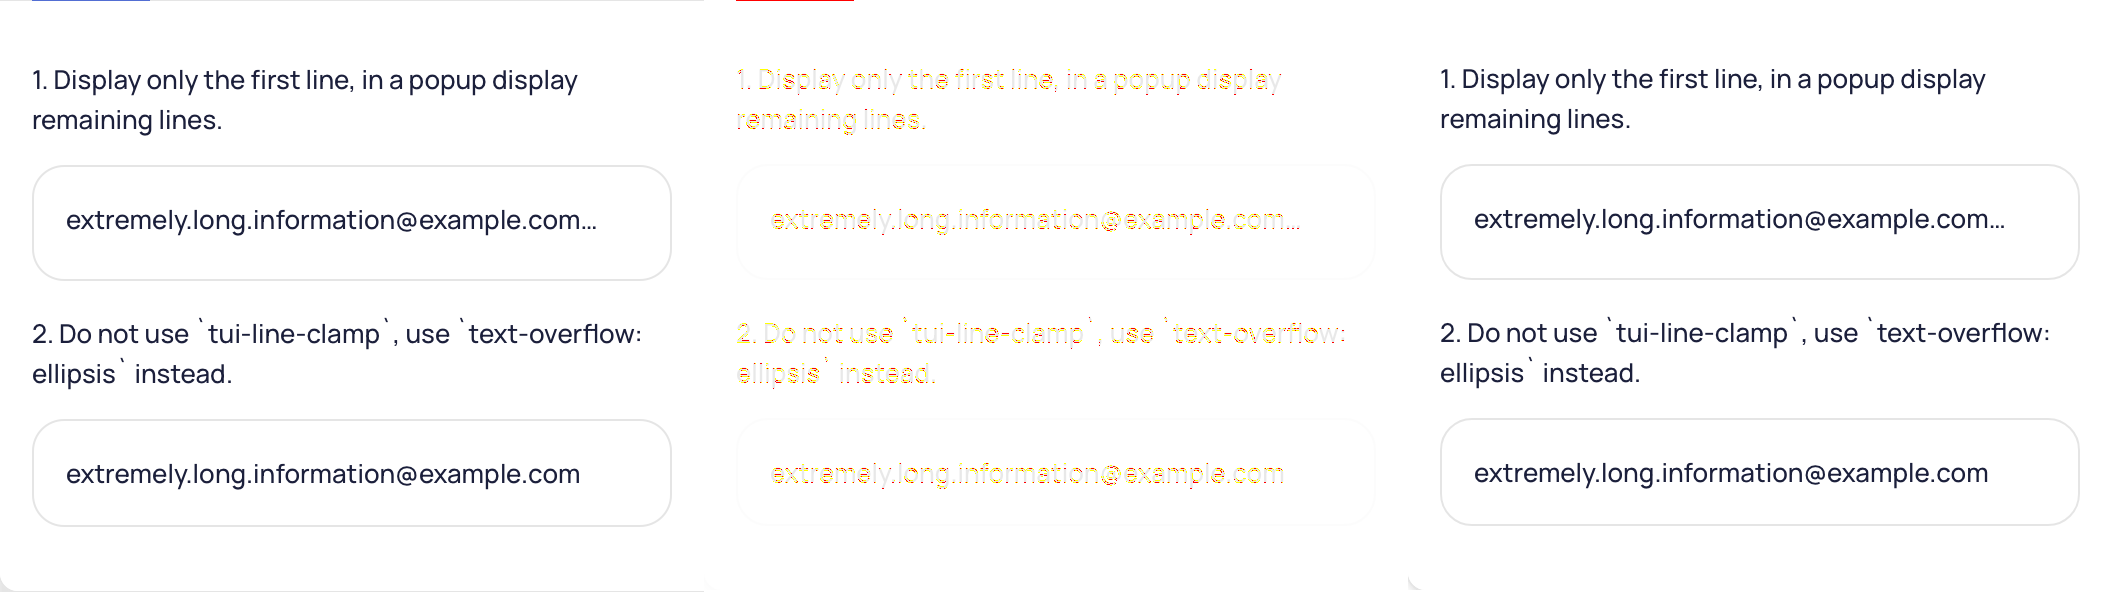 1. Display only the first line, in a popup display
remaining lines.
extremely.long.information@example.com…
2. Do not use `tui-line-clamp`, use `text-overflow:
ellipsis` instead.
extremely.long.information@example.com
1. Display only the first line, in a popup display
remaining lines.
extremely.long.information@example.com…
2. Do not use `tui-line-clamp`, use `text-overflow:
ellipsis` instead.
extremely.long.information@example.com
1. Display only the first line, in a popup display
remaining lines.
extremely.long.information@example.com…
2. Do not use `tui-line-clamp`, use `text-overflow:
ellipsis` instead.
extremely.long.information@example.com